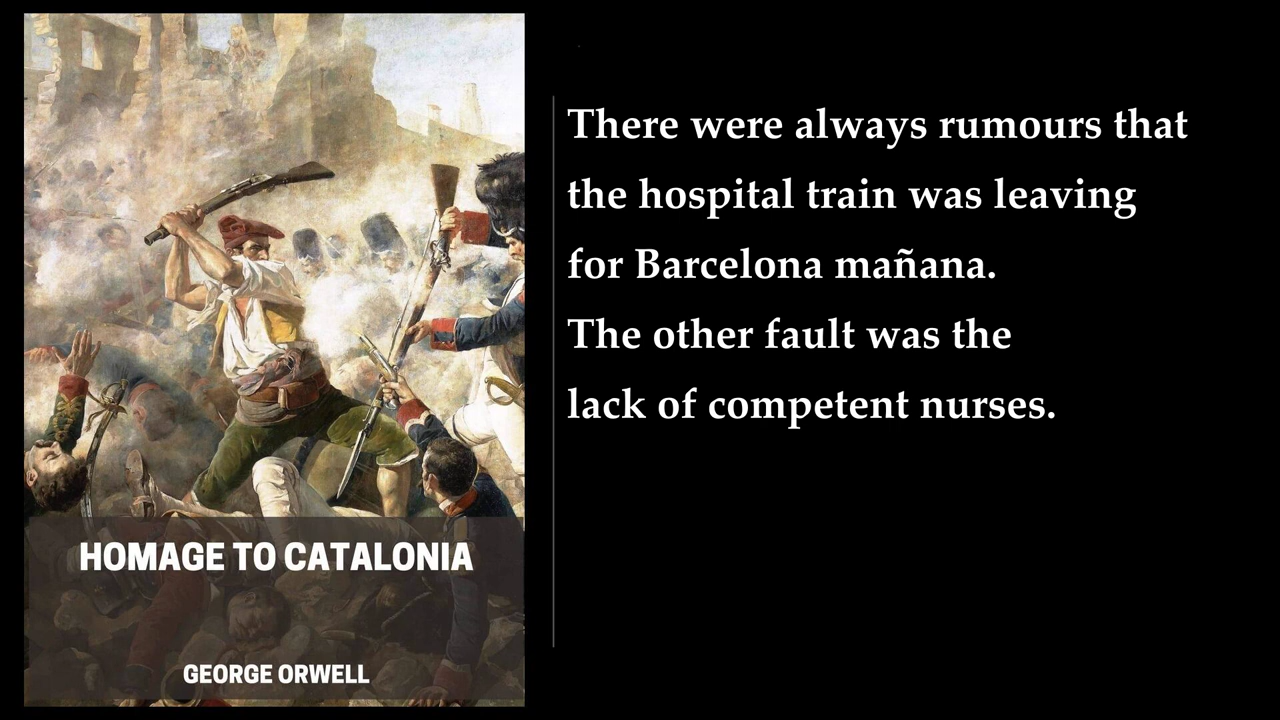 HOMAGE TO CATALONIA
GEORGE ORWELL
There were always rumours that
the hospital train was leaving
for Barcelona mañana.
The other fault was the
lack of competent nurses.